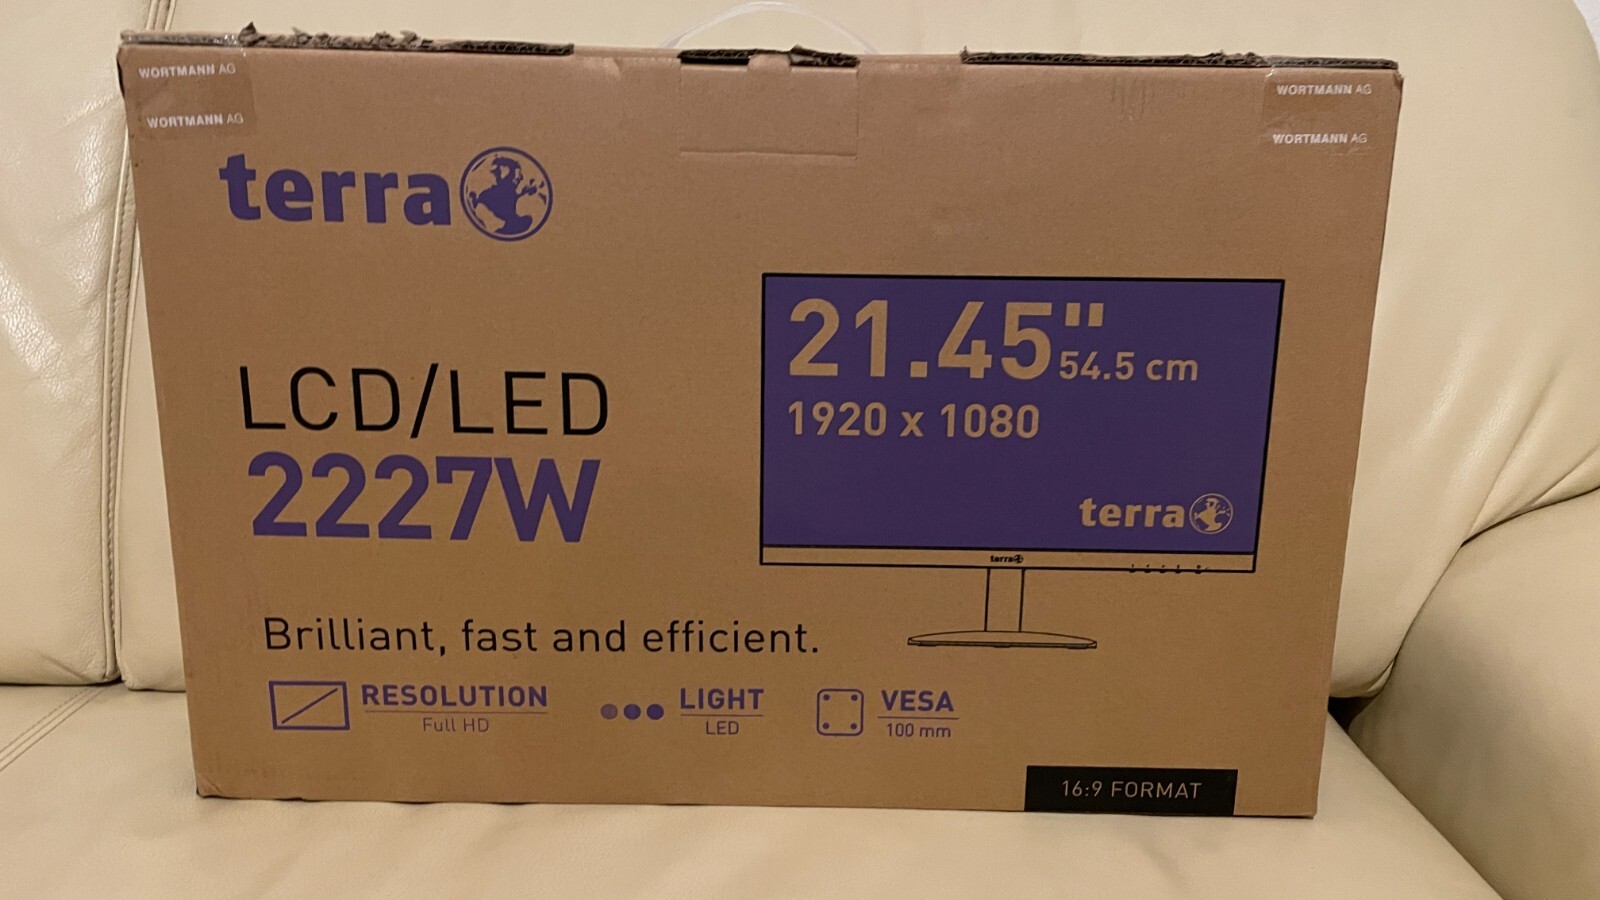 WORTMANN AG
WORTMANN AG
WORTMANN AG
WORTMANN AG
terra
LCD/LED
2227W
21.45" 54.5 cm
1920 x 1080
terra
terra
Brilliant, fast and efficient.
RESOLUTION
Full HD
LIGHT
LED
VESA
100 mm
16:9 FORMAT